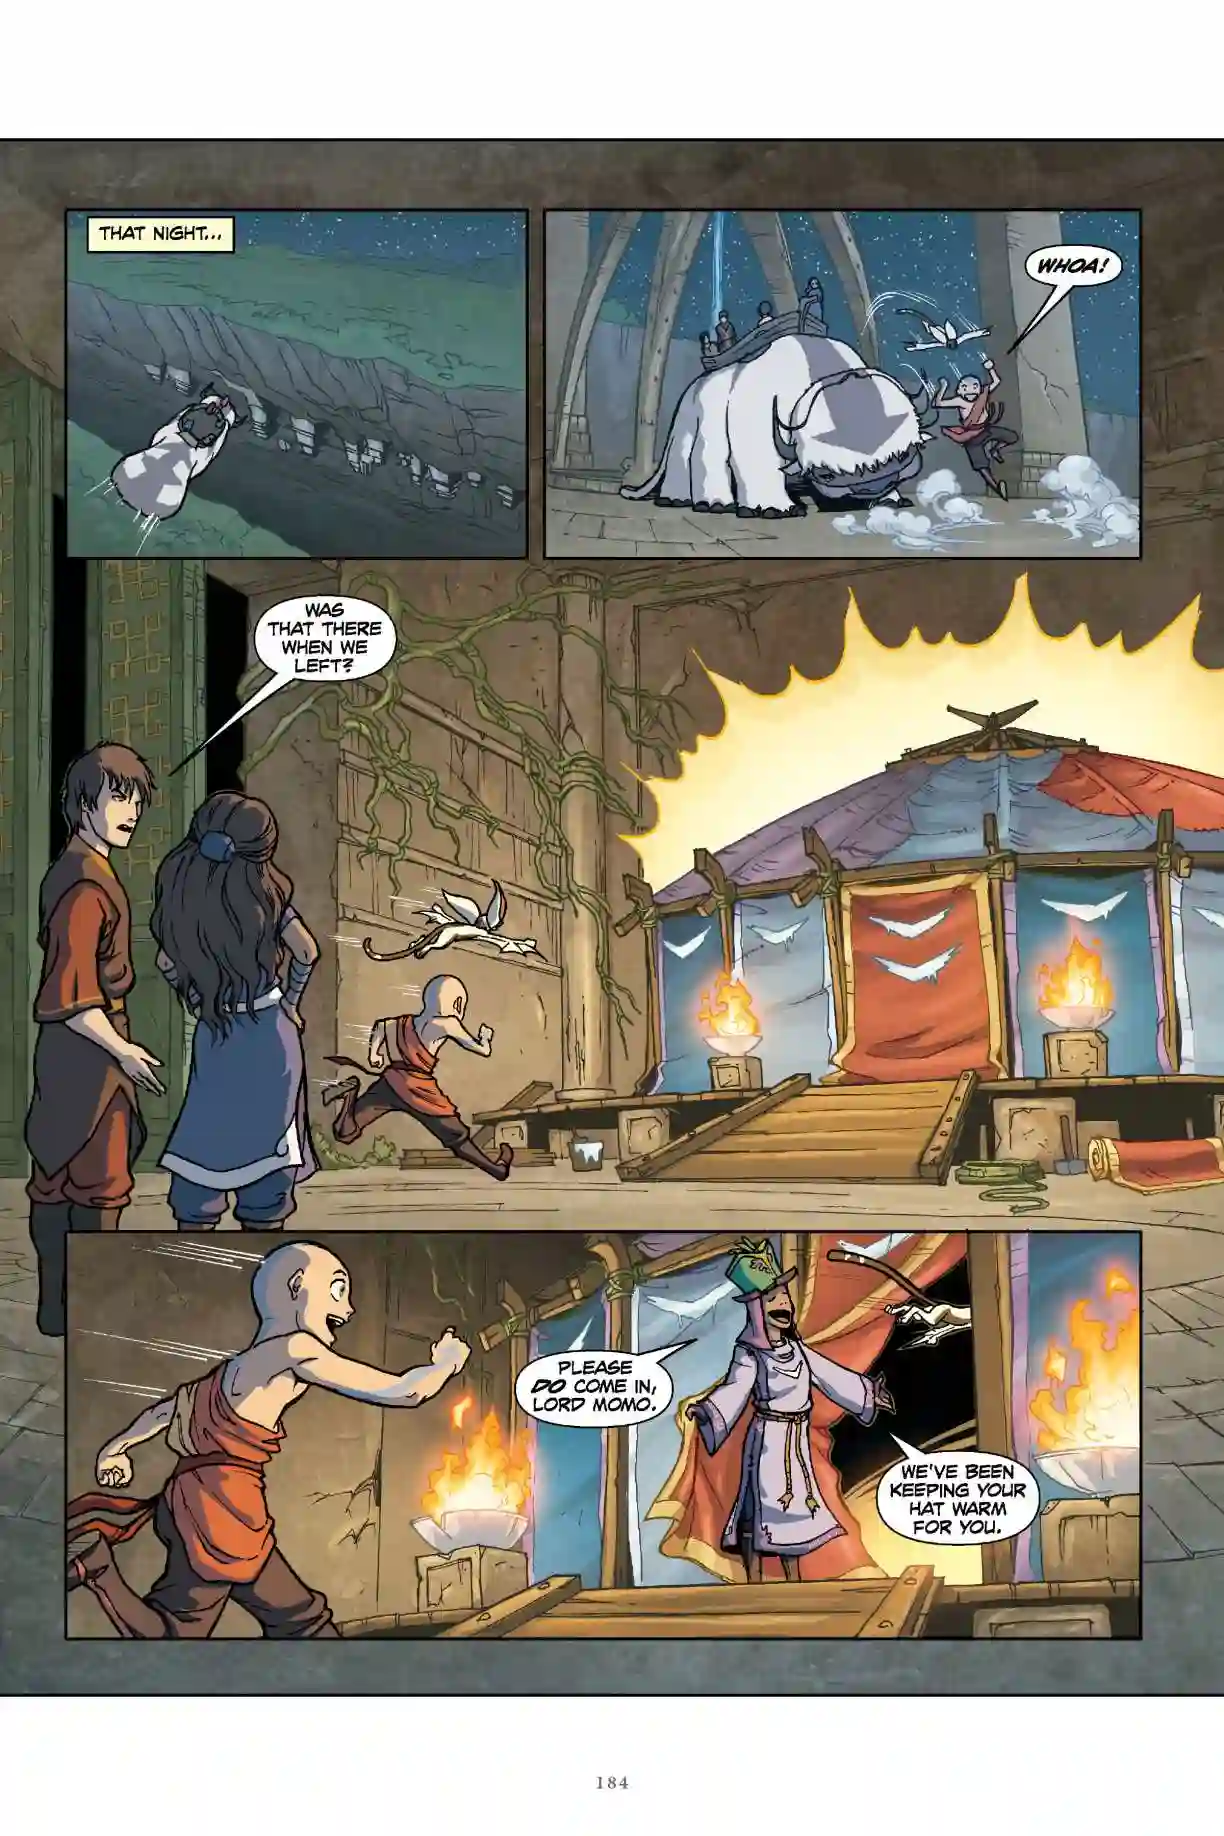 THAT NIGHT...
WHOA!
WAS
THAT THERE
WHEN WE
LEFT?
PLEASE
DO COME IN,
LORD MOMO.
WE'VE BEEN
KEEPING YOUR
HAT WARM
FOR YOU.
184